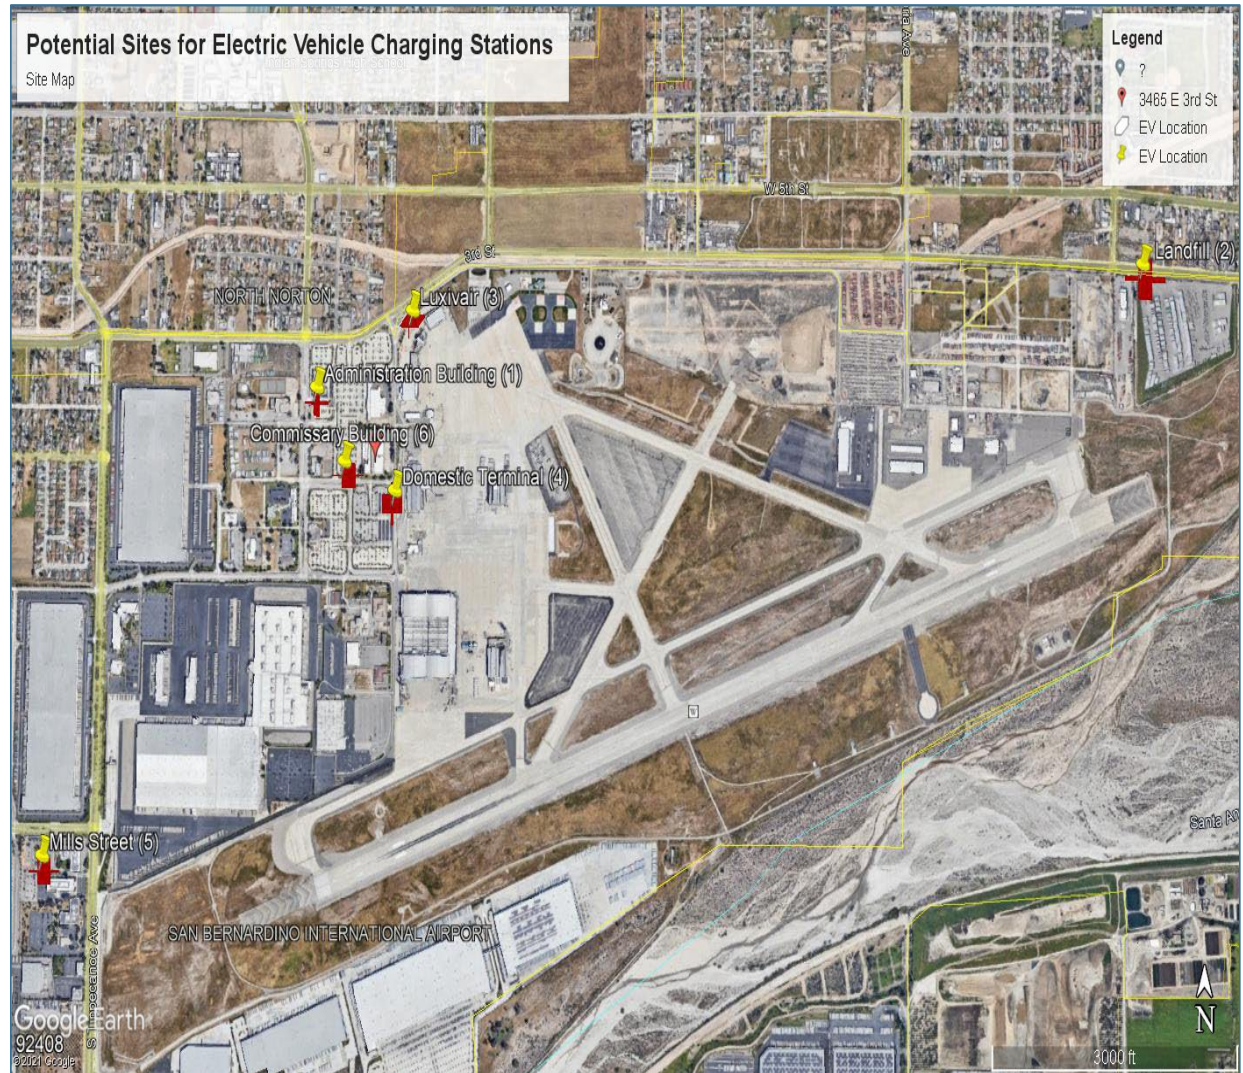 Potential Sites for Electric Vehicle Charging Stations
Site Map
Legend
?
3465 E 3rd St
EV Location
EV Location
W 5th St
3rd St
Landfill (2)
NORTH NORTON
Luxivair (3)
Administration Building (1)
Commissary Building (6)
Domestic Terminal (4)
Mills Street (5)
Santa An
SAN BERNARDINO INTERNATIONAL AIRPORT
S Tippecanoe Ave
N
Google Earth
92408
©2021 Google
3000 ft